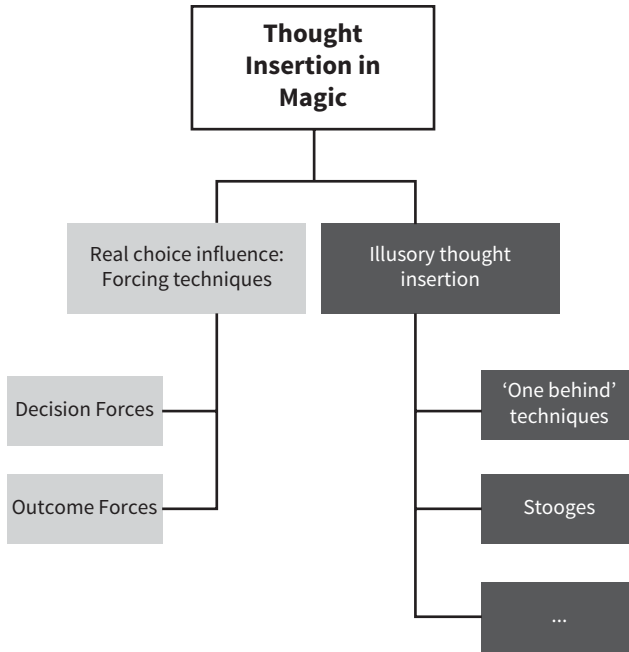 Thought
Insertion in
Magic
Real choice influence:
Forcing techniques
Illusory thought
insertion
Decision Forces
Outcome Forces
‘One behind’
techniques
Stooges
...